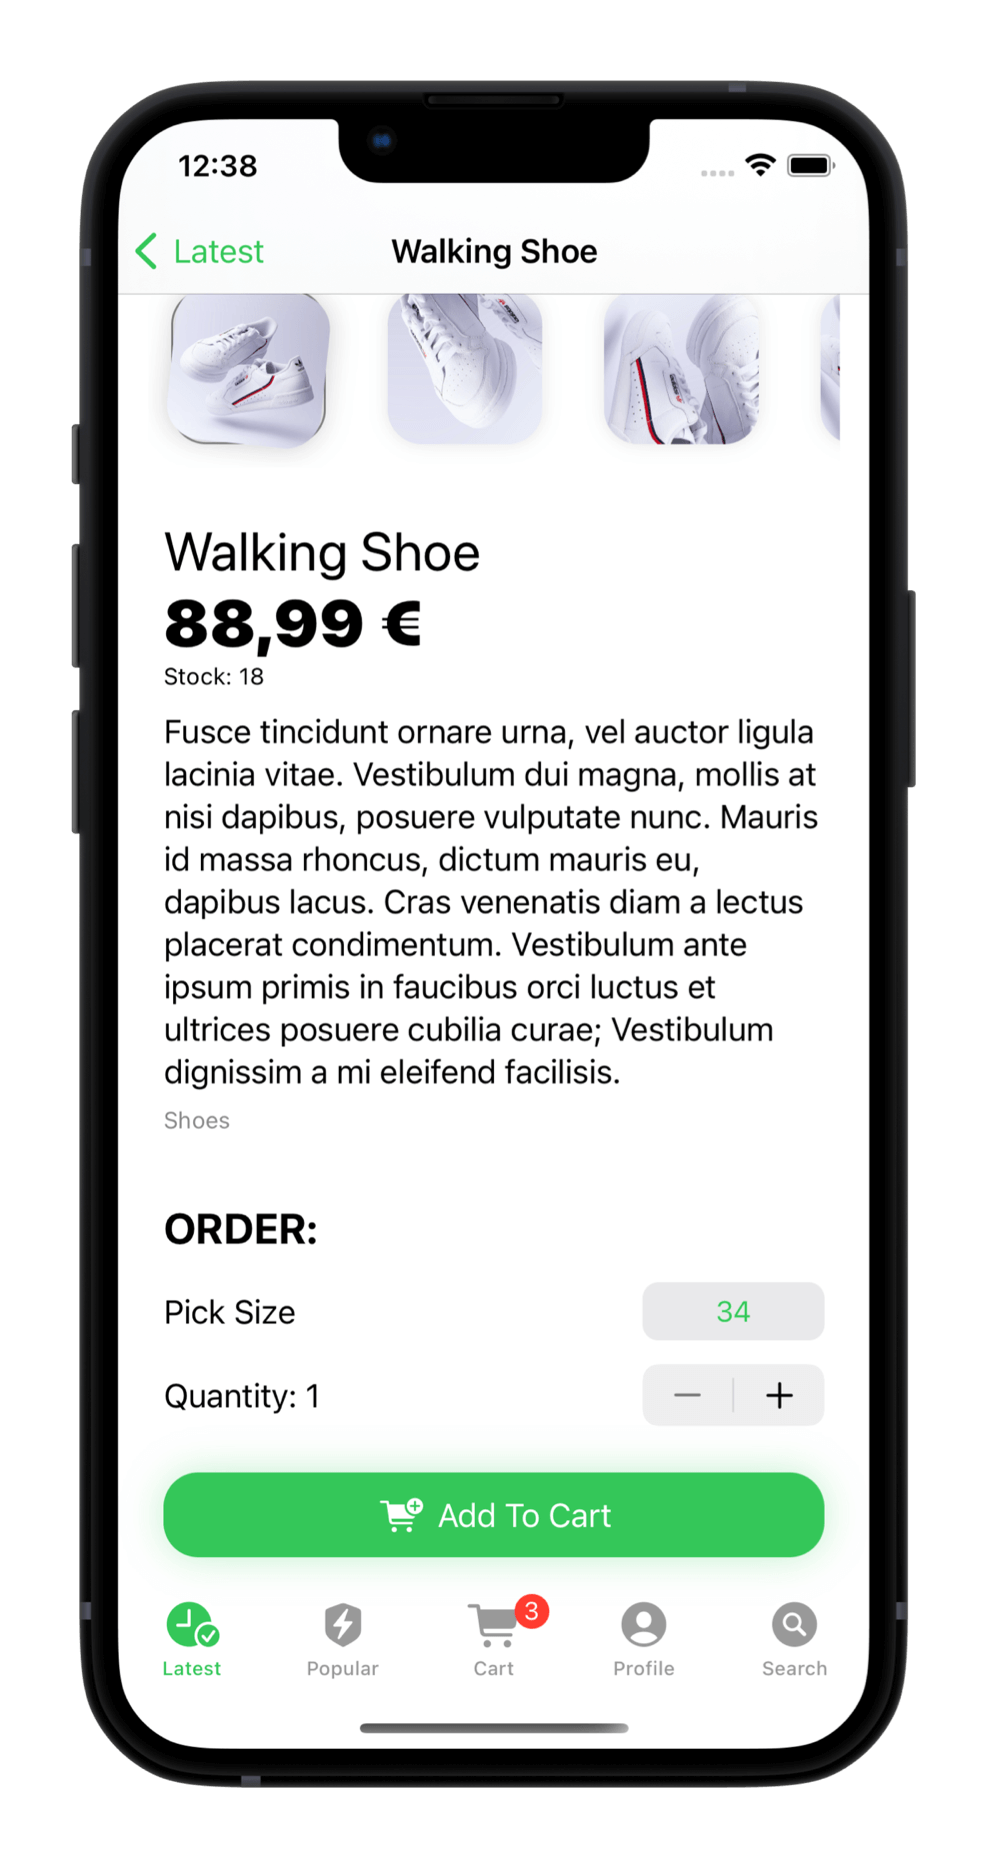 12:38
Latest
Walking Shoe
Walking Shoe
88,99 €
Stock: 18
Fusce tincidunt ornare urna, vel auctor ligula
lacinia vitae. Vestibulum dui magna, mollis at
nisi dapibus, posuere vulputate nunc. Mauris
id massa rhoncus, dictum mauris eu,
dapibus lacus. Cras venenatis diam a lectus
placerat condimentum. Vestibulum ante
ipsum primis in faucibus orci luctus et
ultrices posuere cubilia curae; Vestibulum
dignissim a mi eleifend facilisis.
Shoes
ORDER:
Pick Size
34
Quantity: 1
Add To Cart
3
Latest
Popular
Cart
Profile
Search